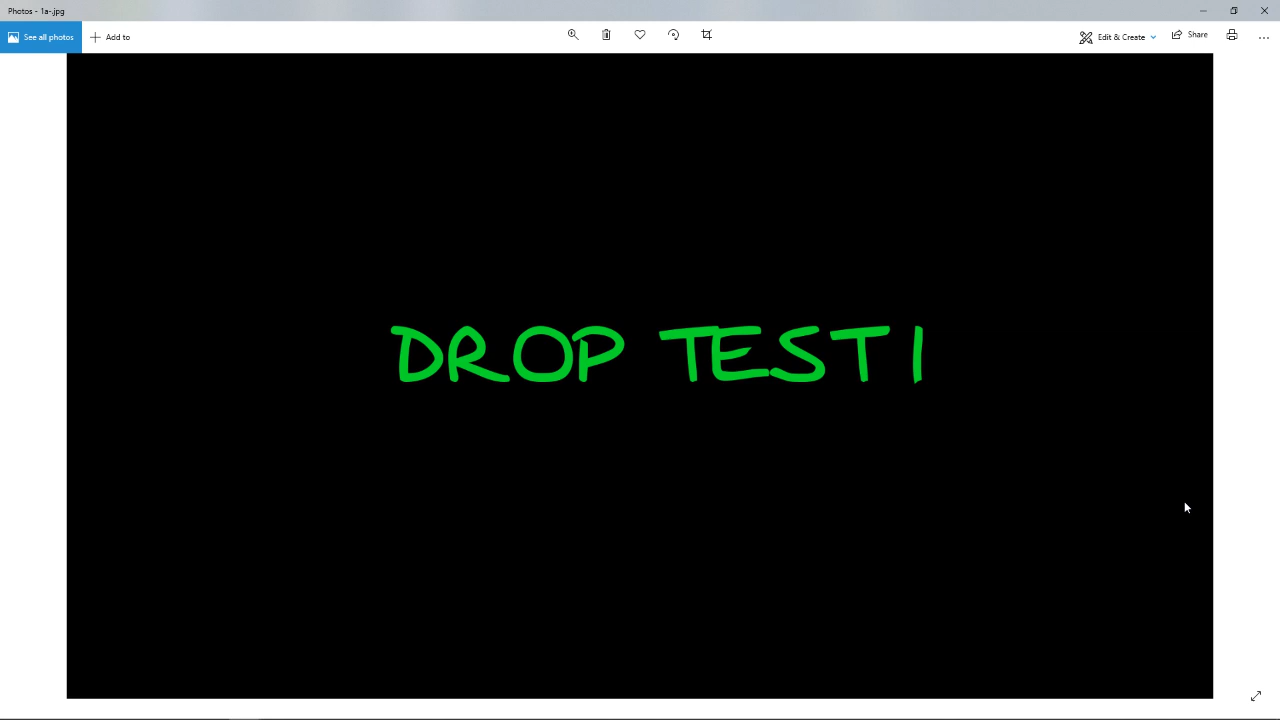 Photos - 1a-.jpg
See all photos
Add to
Edit & Create
Share
DROP TEST 1